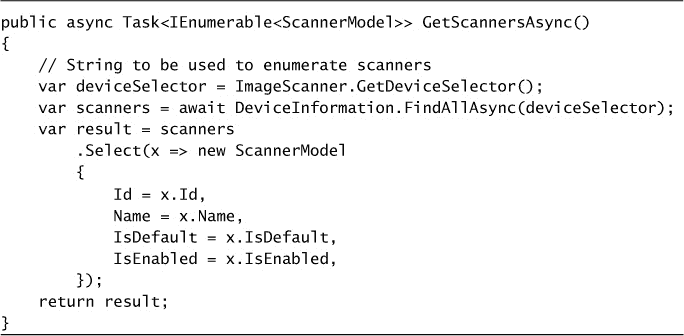 public async Task<IEnumerable<ScannerModel>> GetScannersAsync()
{
    // String to be used to enumerate scanners
    var deviceSelector = ImageScanner.GetDeviceSelector();
    var scanners = await DeviceInformation.FindAllAsync(deviceSelector);
    var result = scanners
        .Select(x => new ScannerModel
        {
            Id = x.Id,
            Name = x.Name,
            IsDefault = x.IsDefault,
            IsEnabled = x.IsEnabled,
        });
    return result;
}